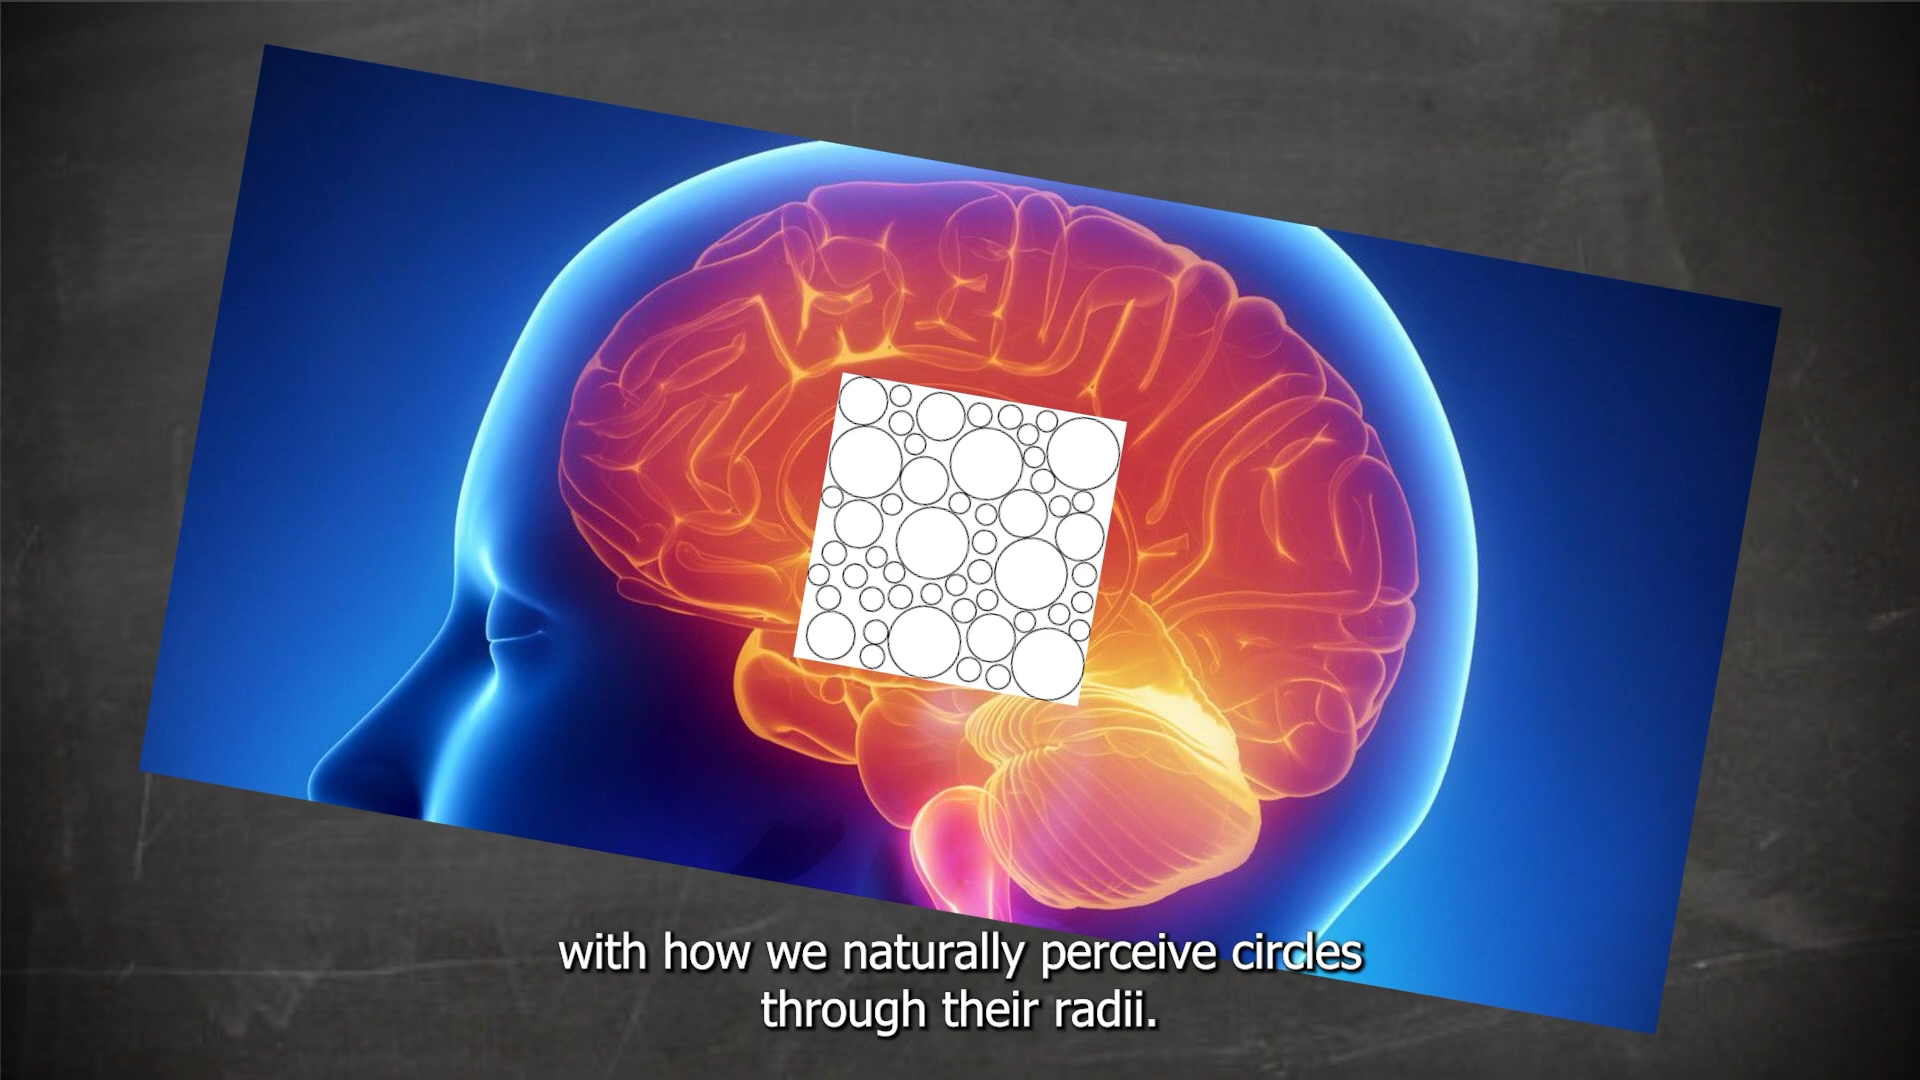 with how we naturally perceive circles
through their radii.